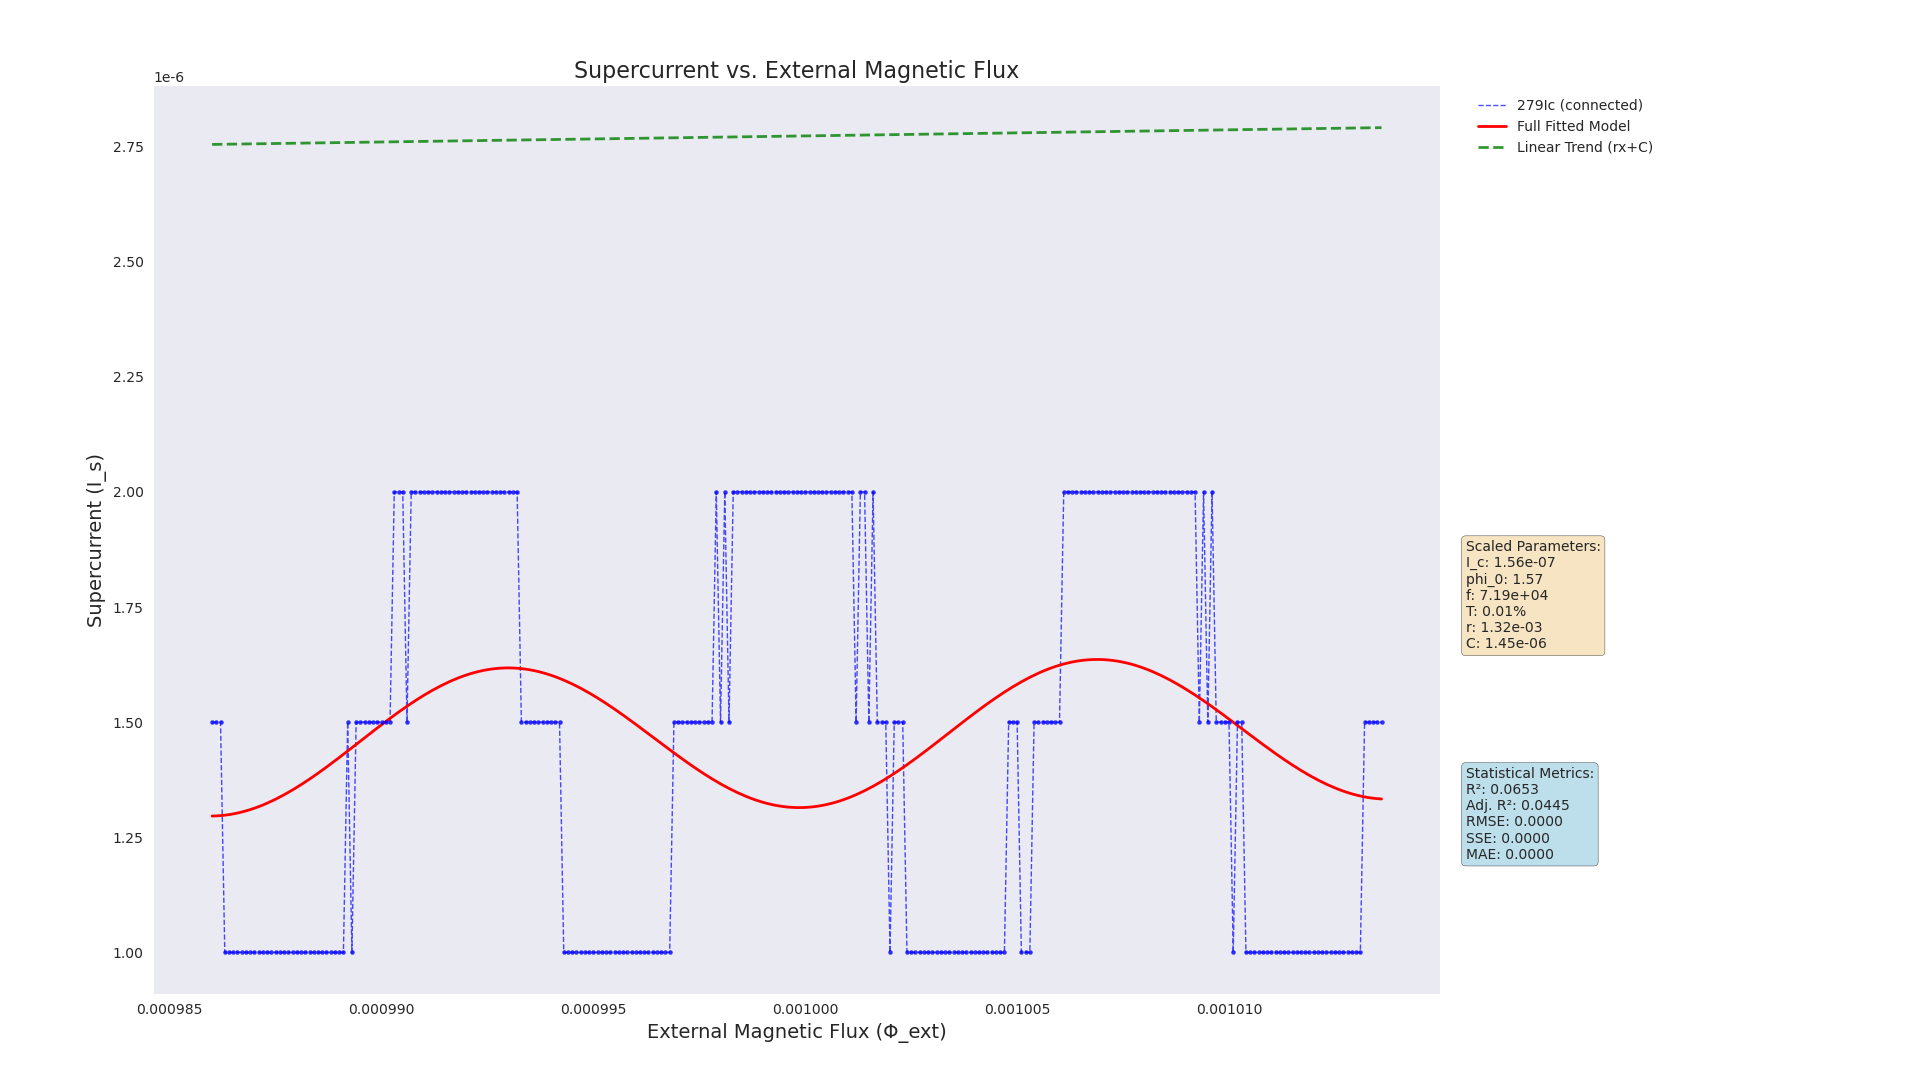 Supercurrent vs. External Magnetic Flux
1e-6
2.75
2.50
2.25
2.00
1.75
1.50
1.25
1.00
Supercurrent (I_s)
0.000985
0.000990
0.000995
0.001000
0.001005
0.001010
External Magnetic Flux (Φ_ext)
279Ic (connected)
Full Fitted Model
Linear Trend (rx+C)
Scaled Parameters:
I_c: 1.56e-07
phi_0: 1.57
f: 7.19e+04
T: 0.01%
r: 1.32e-03
C: 1.45e-06
Statistical Metrics:
R²: 0.0653
Adj. R²: 0.0445
RMSE: 0.0000
SSE: 0.0000
MAE: 0.0000